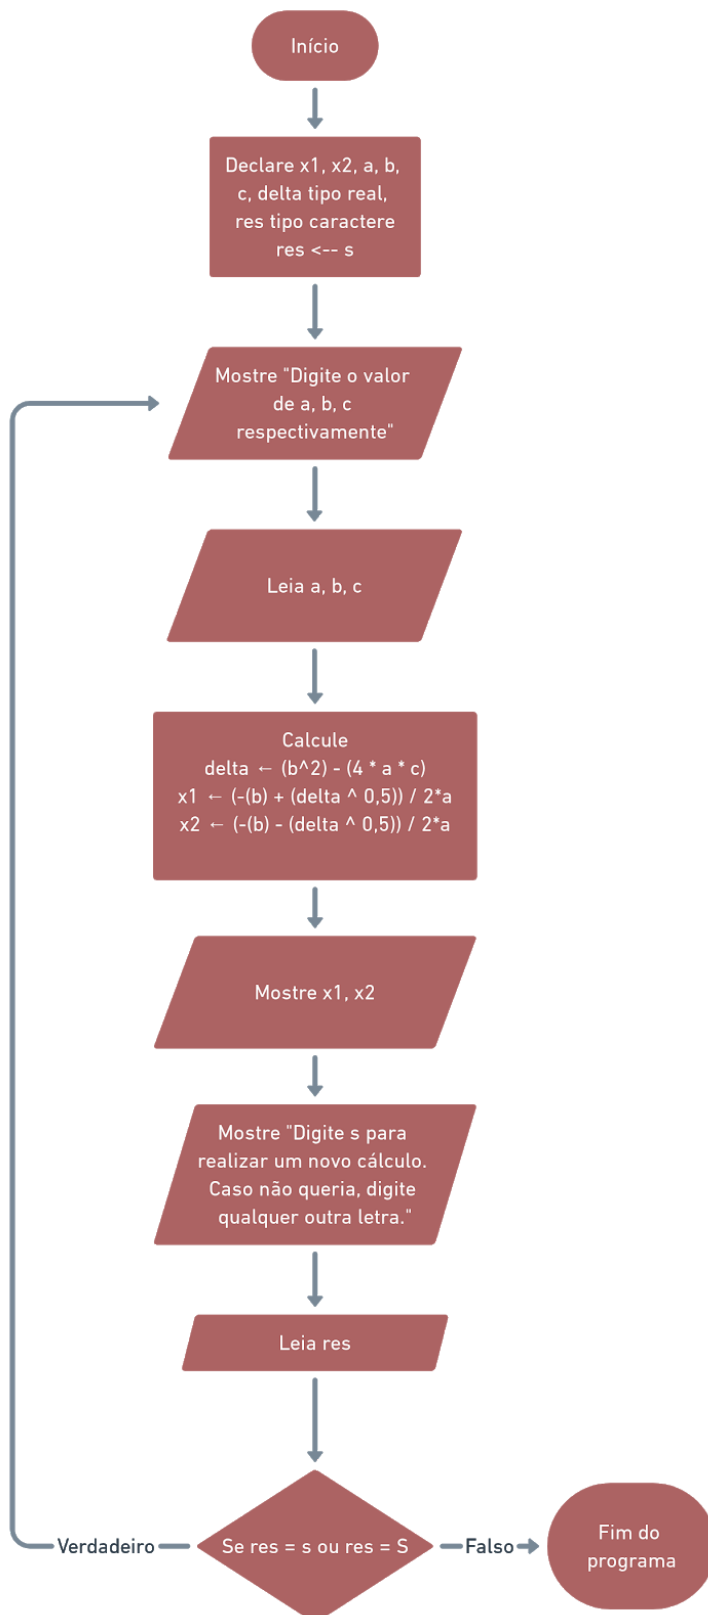 Início
Declare x1, x2, a, b,
c, delta tipo real,
res tipo caractere
res <-- s
Mostre "Digite o valor
de a, b, c
respectivamente"
Leia a, b, c
Calcule
delta ← (b^2) - (4 * a * c)
x1 ← (-(b) + (delta ^ 0,5)) / 2*a
x2 ← (-(b) - (delta ^ 0,5)) / 2*a
Mostre x1, x2
Mostre "Digite s para
realizar um novo cálculo.
Caso não queria, digite
qualquer outra letra."
Leia res
Verdadeiro
Se res = s ou res = S
Falso
Fim do
programa